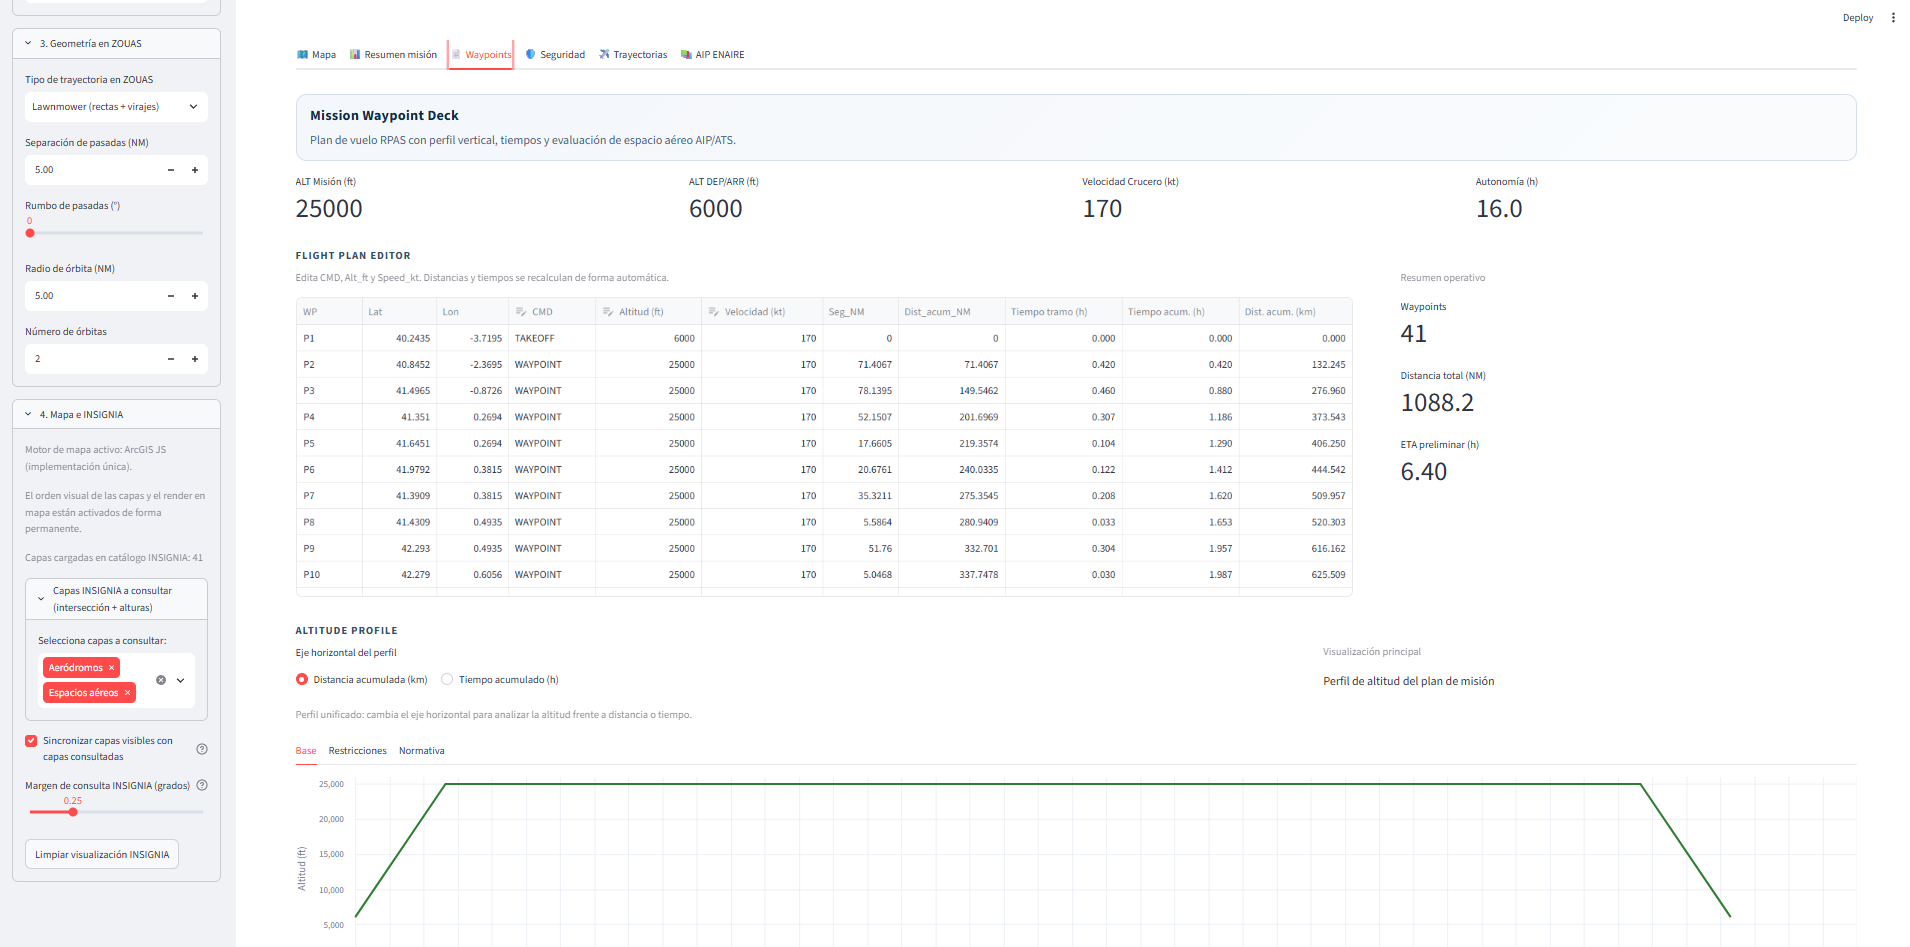 Deploy
3. Geometría en ZOUAS
Tipo de trayectoria en ZOUAS
Lawnmower (rectas + virajes)
Separación de pasadas (NM)
5.00
Rumbo de pasadas (°)
0
Radio de órbita (NM)
5.00
Número de órbitas
2
4. Mapa e INSIGNIA
Motor de mapa activo: ArcGIS JS
(implementación única).
El orden visual de las capas y el render en
mapa están activados de forma
permanente.
Capas cargadas en catálogo INSIGNIA: 41
Capas INSIGNIA a consultar
(intersección + alturas)
Selecciona capas a consultar:
Aeródromos ×
Espacios aéreos ×
Sincronizar capas visibles con
capas consultadas
Margen de consulta INSIGNIA (grados)
0.25
Limpiar visualización INSIGNIA
Mapa Resumen misión Waypoints Seguridad Trayectorias AIP ENAIRE
Mission Waypoint Deck
Plan de vuelo RPAS con perfil vertical, tiempos y evaluación de espacio aéreo AIP/ATS.
ALT Misión (ft) ALT DEP/ARR (ft) Velocidad Crucero (kt) Autonomía (h)
25000 6000 170 16.0
FLIGHT PLAN EDITOR
Edita CMD, Alt_ft y Speed_kt. Distancias y tiempos se recalculan de forma automática.
WP Lat Lon CMD Altitud (ft) Velocidad (kt) Seg_NM Dist_acum_NM Tiempo tramo (h) Tiempo acum. (h) Dist. acum. (km)
P1 40.2435 -3.7195 TAKEOFF 6000 170 0 0 0.000 0.000 0.000
P2 40.8452 -2.3695 WAYPOINT 25000 170 71.4067 71.4067 0.420 0.420 132.245
P3 41.4965 -0.8726 WAYPOINT 25000 170 78.1395 149.5462 0.460 0.880 276.960
P4 41.351 0.2694 WAYPOINT 25000 170 52.1507 201.6969 0.307 1.186 373.543
P5 41.6451 0.2694 WAYPOINT 25000 170 17.6605 219.3574 0.104 1.290 406.250
P6 41.9792 0.3815 WAYPOINT 25000 170 20.6761 240.0335 0.122 1.412 444.542
P7 41.3909 0.3815 WAYPOINT 25000 170 35.3211 275.3545 0.208 1.620 509.957
P8 41.4309 0.4935 WAYPOINT 25000 170 5.5864 280.9409 0.033 1.653 520.303
P9 42.293 0.4935 WAYPOINT 25000 170 51.76 332.701 0.304 1.957 616.162
P10 42.279 0.6056 WAYPOINT 25000 170 5.0468 337.7478 0.030 1.987 625.509
Resumen operativo
Waypoints
41
Distancia total (NM)
1088.2
ETA preliminar (h)
6.40
ALTITUDE PROFILE
Eje horizontal del perfil
Distancia acumulada (km) Tiempo acumulado (h)
Perfil unificado: cambia el eje horizontal para analizar la altitud frente a distancia o tiempo.
Visualización principal
Perfil de altitud del plan de misión
Base Restricciones Normativa
Altitud (ft)
25,000
20,000
15,000
10,000
5,000